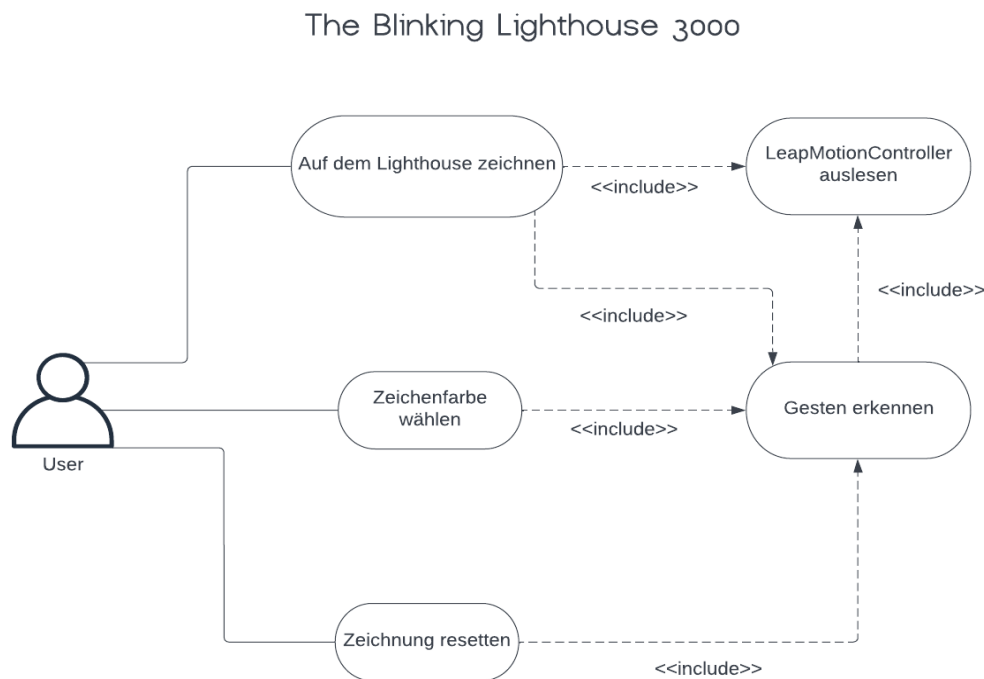 The Blinking Lighthouse 3000
Auf dem Lighthouse zeichnen
<<include>>
LeapMotionController
auslesen
<<include>>
<<include>>
Zeichenfarbe
wählen
<<include>>
Gesten erkennen
User
Zeichnung resetten
<<include>>